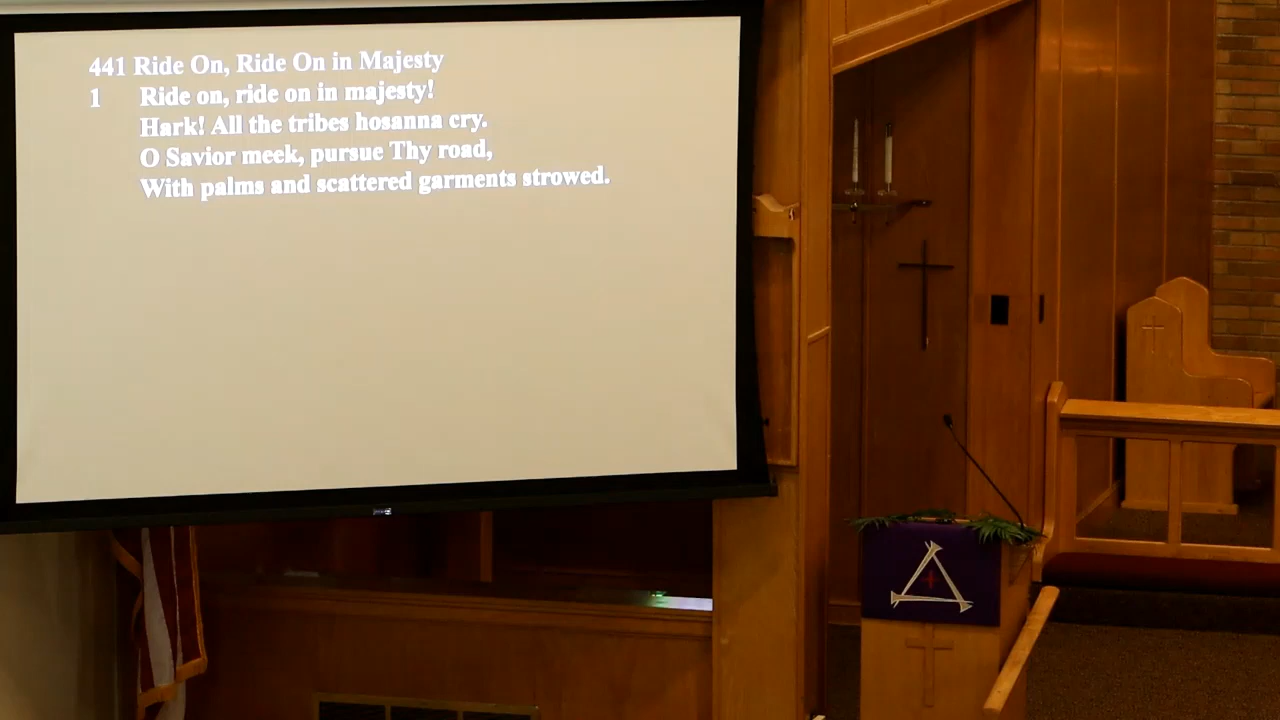 441 Ride On, Ride On in Majesty
1 Ride on, ride on in majesty!
Hark! All the tribes hosanna cry.
O Savior meek, pursue Thy road,
With palms and scattered garments strowed.